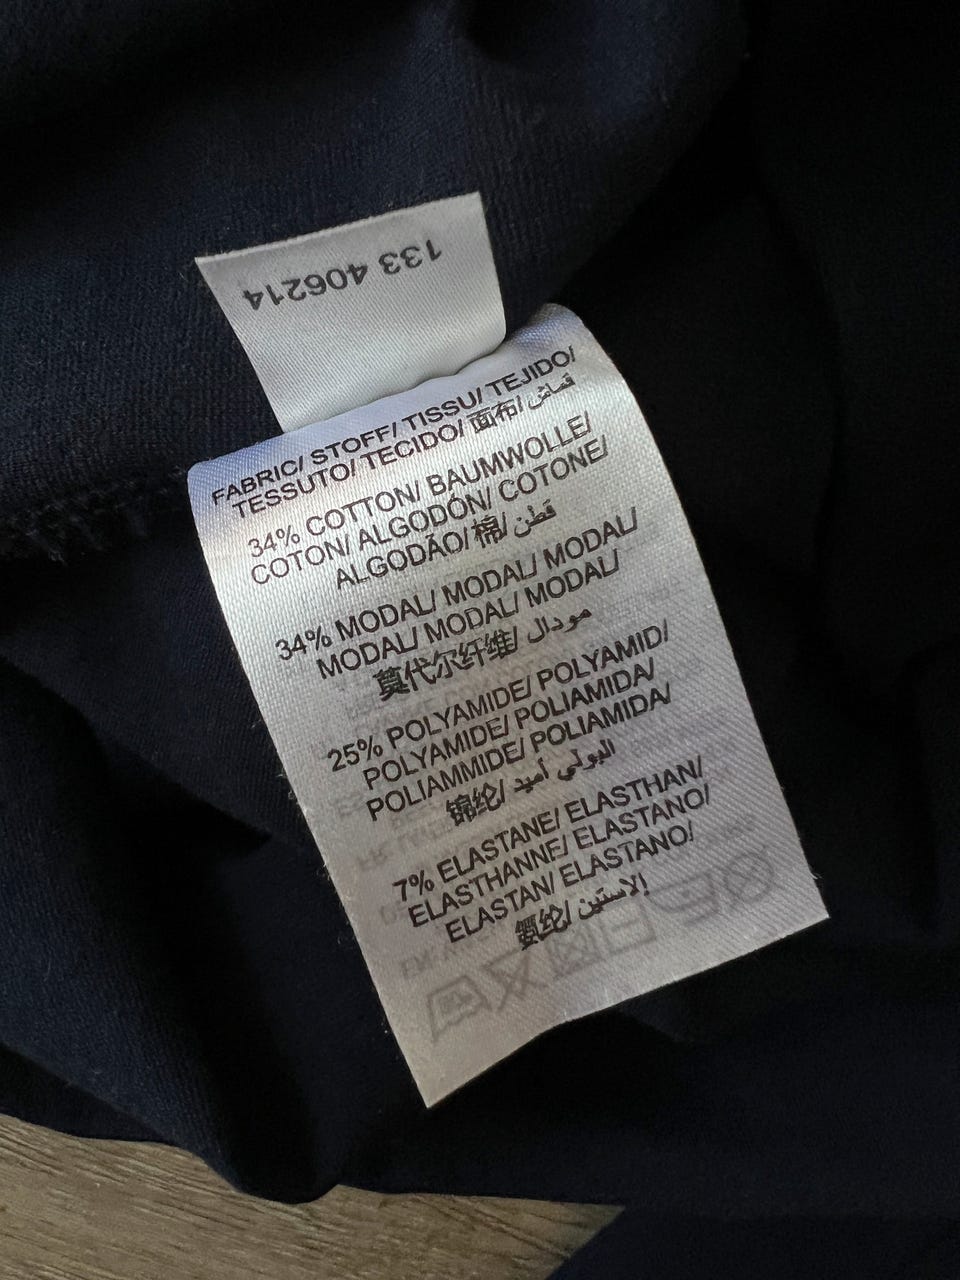 133 406214
FABRIC/ STOFF/ TISSU/ TEJIDO/
TESSUTO/ TECIDO/ 面布/ قماش
34% COTTON/ BAUMWOLLE/
COTON/ ALGODÓN/ COTONE/
ALGODÃO/ 棉/ قطن
34% MODAL/ MODAL/ MODAL/
MODAL/ MODAL/ MODAL/
莫代尔纤维/ مودال
25% POLYAMIDE/ POLYAMID/
POLYAMIDE/ POLIAMIDA/
POLIAMMIDE/ POLIAMIDA/
锦纶/ البولي أميد
7% ELASTANE/ ELASTHAN/
ELASTHANNE/ ELASTANO/
ELASTAN/ ELASTANO/
氨纶/ الاستين